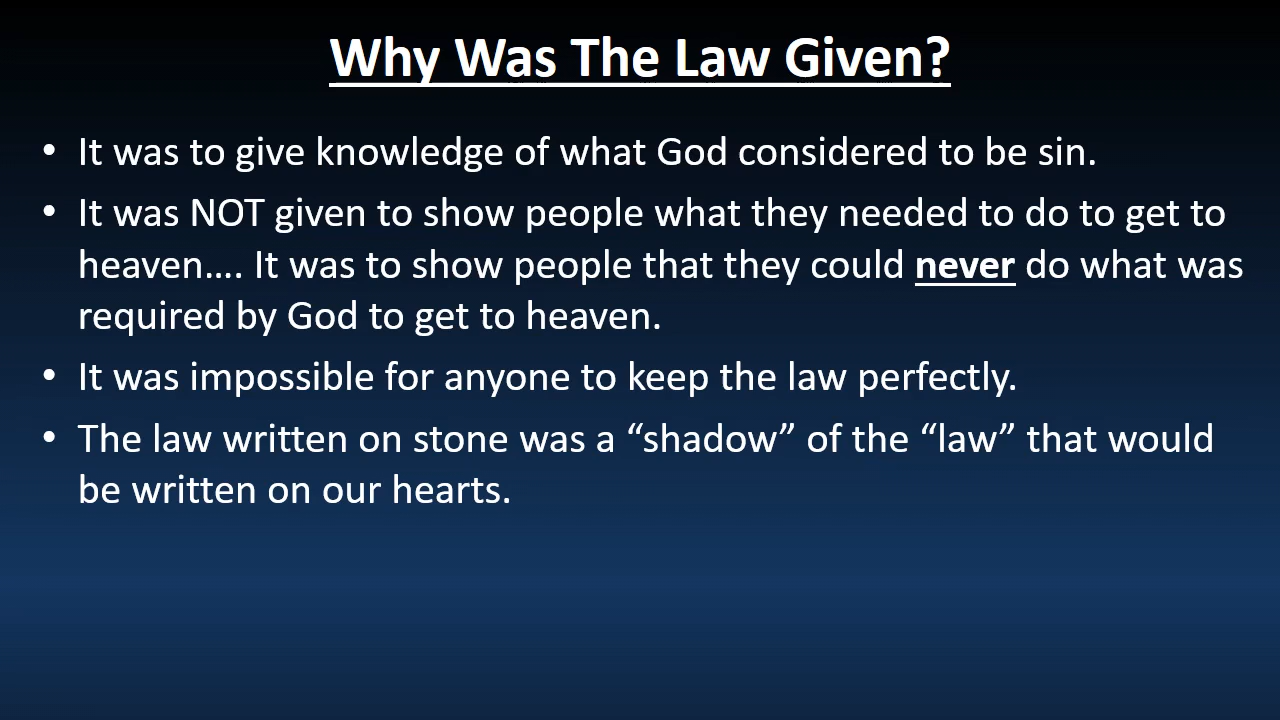 Why Was The Law Given?
• It was to give knowledge of what God considered to be sin.
• It was NOT given to show people what they needed to do to get to
heaven.... It was to show people that they could never do what was
required by God to get to heaven.
• It was impossible for anyone to keep the law perfectly.
• The law written on stone was a “shadow” of the “law” that would
be written on our hearts.